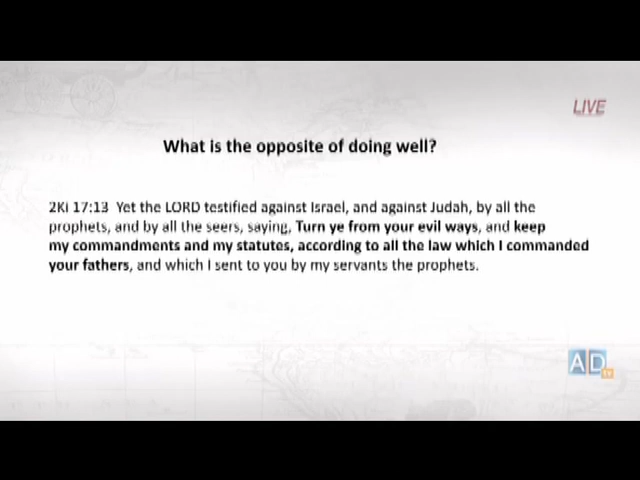 LIVE
What is the opposite of doing well?
2Ki 17:13 Yet the LORD testified against Israel, and against Judah, by all the
prophets, and by all the seers, saying, Turn ye from your evil ways, and keep
my commandments and my statutes, according to all the law which I commanded
your fathers, and which I sent to you by my servants the prophets.
AD
TV